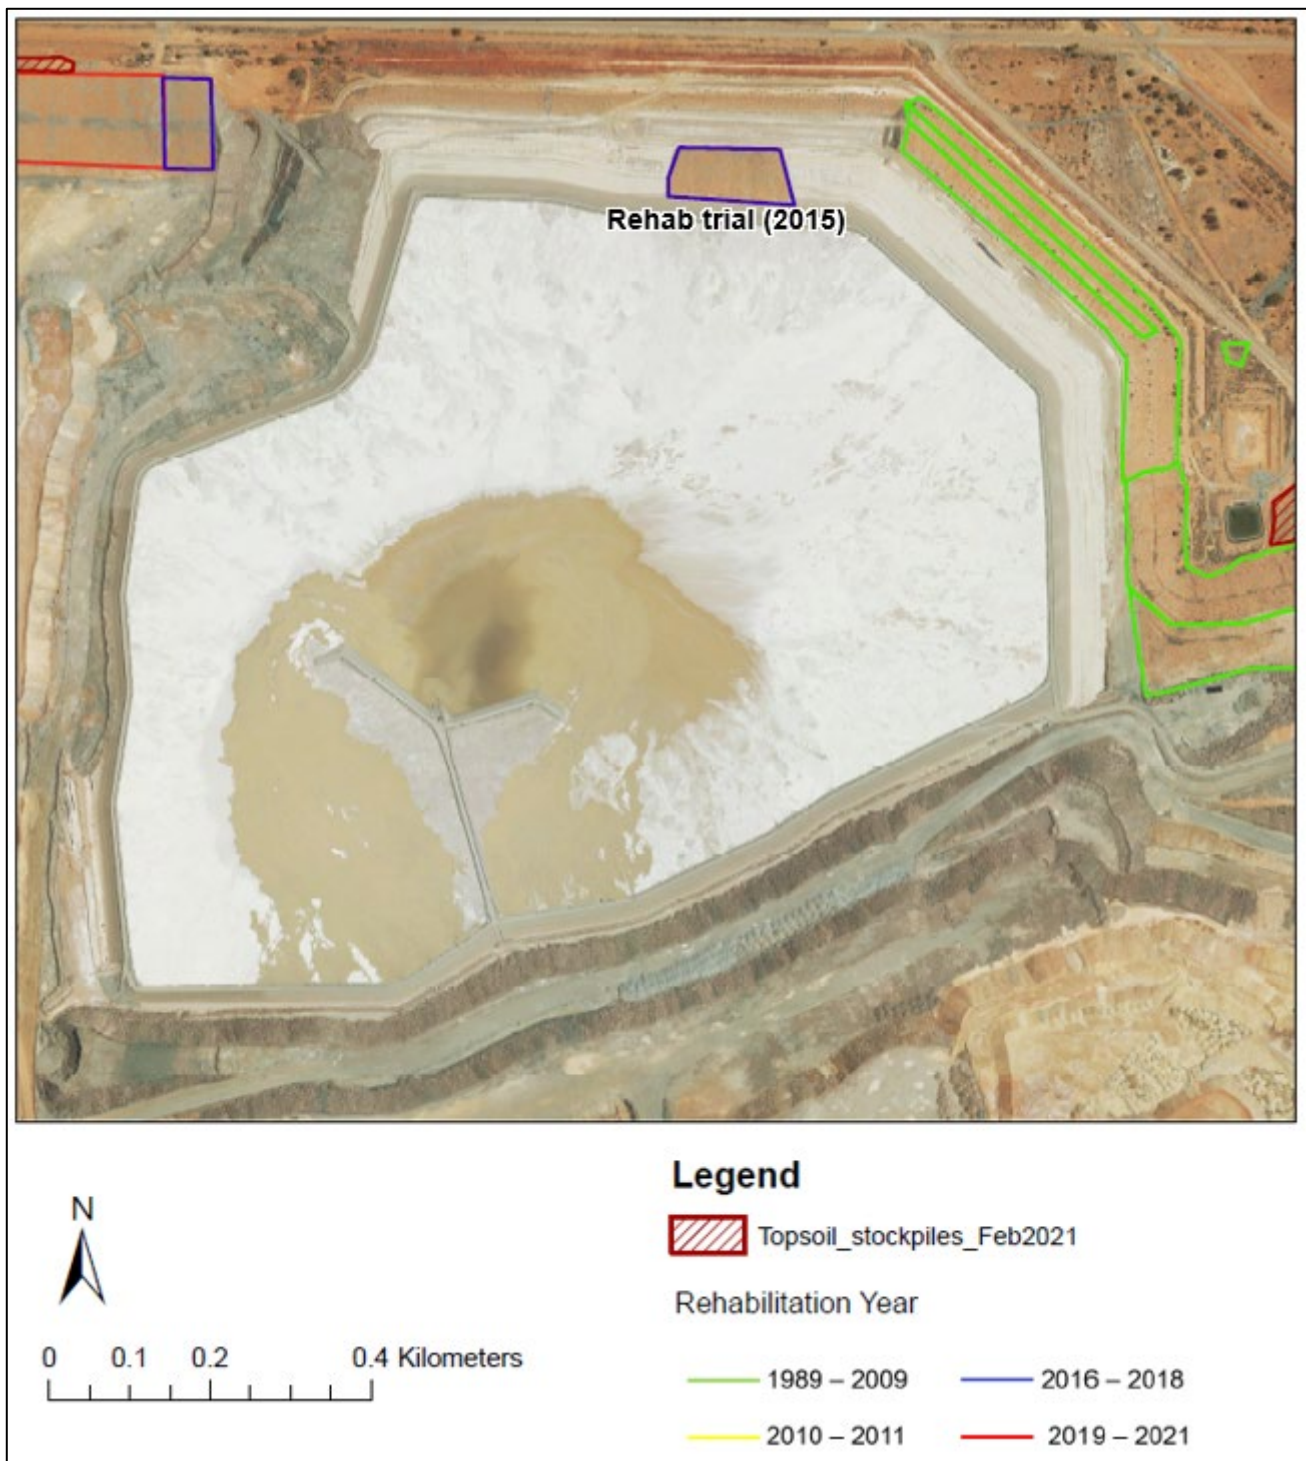 Rehab trial (2015)
Legend
N
Topsoil_stockpiles_Feb2021
Rehabilitation Year
0 0.1 0.2 0.4 Kilometers
1989 – 2009 2016 – 2018
2010 – 2011 2019 – 2021